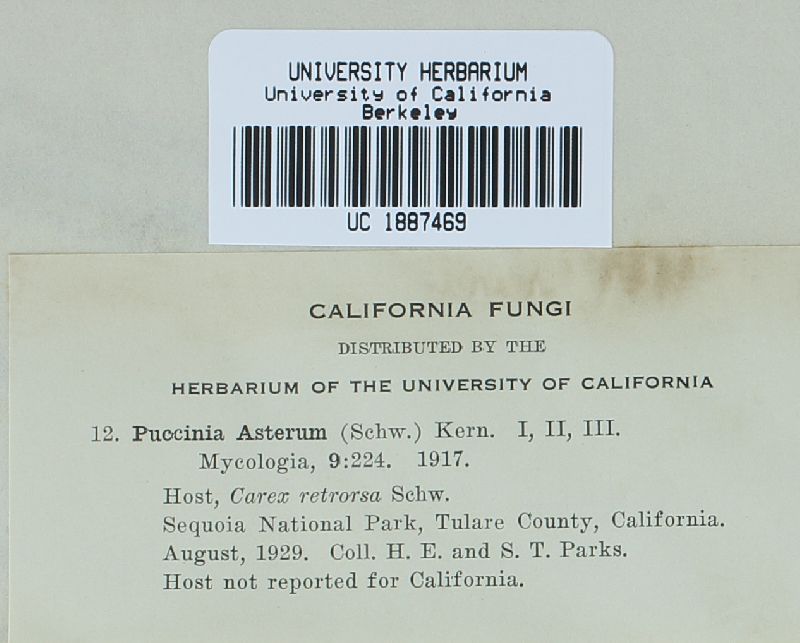 UNIVERSITY HERBARIUM
University of California
Berkeley
UC 1887469
CALIFORNIA FUNGI
DISTRIBUTED BY THE
HERBARIUM OF THE UNIVERSITY OF CALIFORNIA
12. Puccinia Asterum (Schw.) Kern. I, II, III.
Mycologia, 9:224. 1917.
Host, Carex retrorsa Schw.
Sequoia National Park, Tulare County, California.
August, 1929. Coll. H. E. and S. T. Parks.
Host not reported for California.